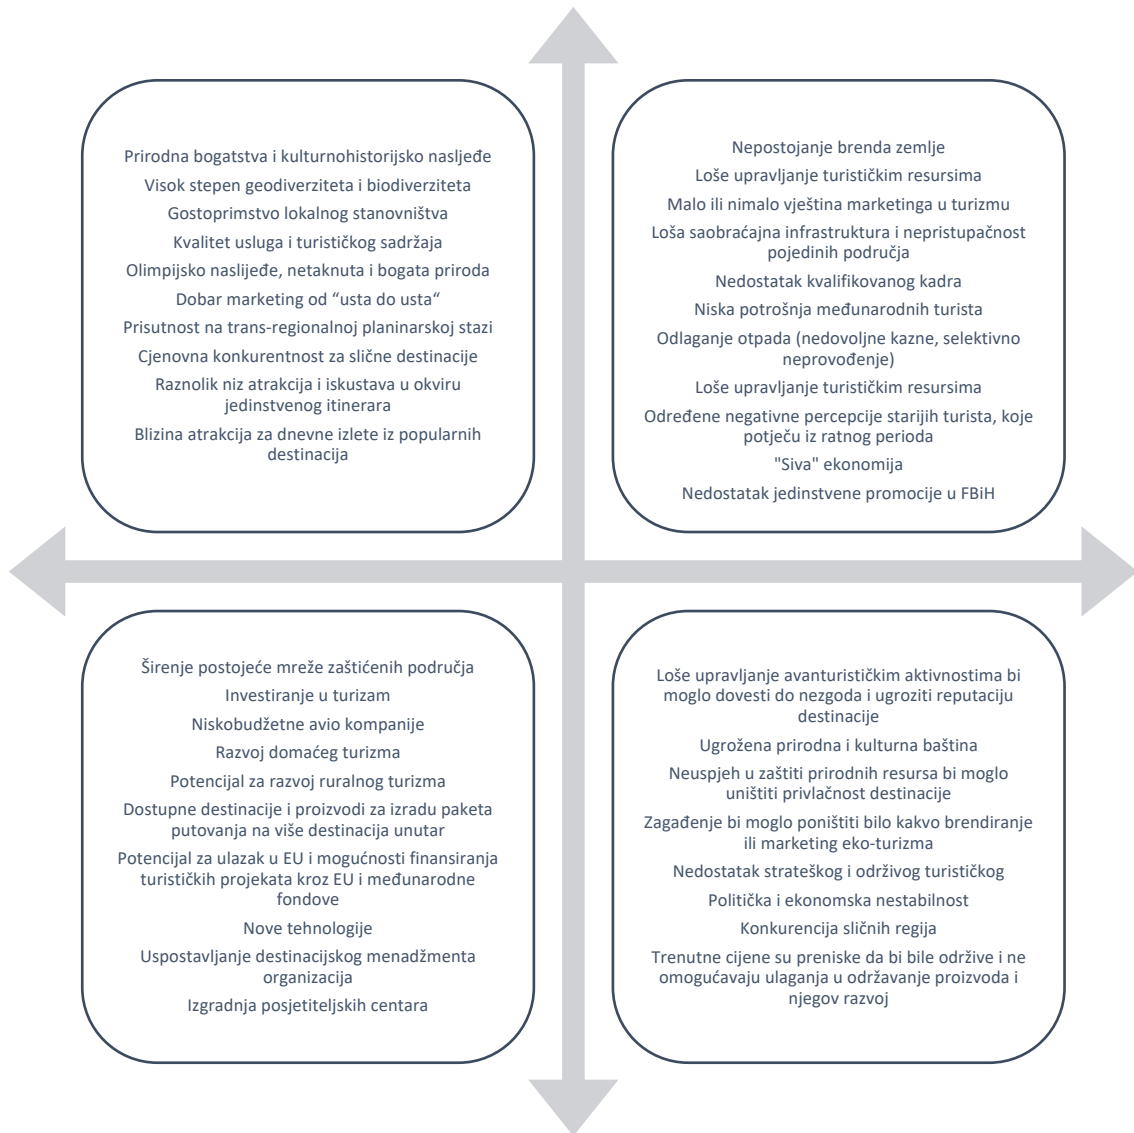 Prirodna bogatstva i kulturnohistorijsko nasljeđe
Visok stepen geodiverziteta i biodiverziteta
Gostoprimstvo lokalnog stanovništva
Kvalitet usluga i turističkog sadržaja
Olimpijsko naslijeđe, netaknuta i bogata priroda
Dobar marketing od “usta do usta“
Prisutnost na trans-regionalnoj planinarskoj stazi
Cjenovna konkurentnost za slične destinacije
Raznolik niz atrakcija i iskustava u okviru
jedinstvenog itinerara
Blizina atrakcija za dnevne izlete iz popularnih
destinacija
Nepostojanje brenda zemlje
Loše upravljanje turističkim resursima
Malo ili nimalo vještina marketinga u turizmu
Loša saobraćajna infrastruktura i nepristupačnost
pojedinih područja
Nedostatak kvalifikovanog kadra
Niska potrošnja međunarodnih turista
Odlaganje otpada (nedovoljne kazne, selektivno
neprovođenje)
Loše upravljanje turističkim resursima
Određene negativne percepcije starijih turista, koje
potječu iz ratnog perioda
"Siva" ekonomija
Nedostatak jedinstvene promocije u FBiH
Širenje postojeće mreže zaštićenih područja
Investiranje u turizam
Niskobudžetne avio kompanije
Razvoj domaćeg turizma
Potencijal za razvoj ruralnog turizma
Dostupne destinacije i proizvodi za izradu paketa
putovanja na više destinacija unutar
Potencijal za ulazak u EU i mogućnosti finansiranja
turističkih projekata kroz EU i međunarodne
fondove
Nove tehnologije
Uspostavljanje destinacijskog menadžmenta
organizacija
Izgradnja posjetiteljskih centara
Loše upravljanje avanturističkim aktivnostima bi
moglo dovesti do nezgoda i ugroziti reputaciju
destinacije
Ugrožena prirodna i kulturna baština
Neuspjeh u zaštiti prirodnih resursa bi moglo
uništiti privlačnost destinacije
Zagađenje bi moglo poništiti bilo kakvo brendiranje
ili marketing eko-turizma
Nedostatak strateškog i održivog turističkog
Politička i ekonomska nestabilnost
Konkurencija sličnih regija
Trenutne cijene su preniske da bi bile održive i ne
omogućavaju ulaganja u održavanje proizvoda i
njegov razvoj